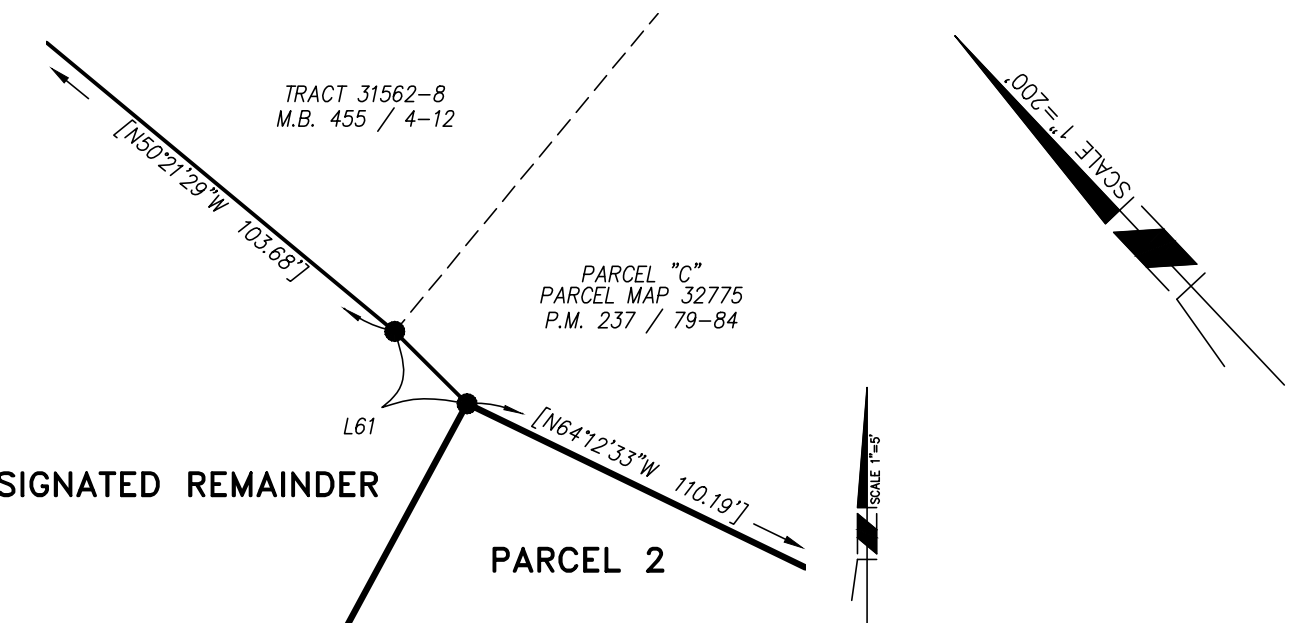 TRACT 31562-8
M.B. 455 / 4-12
[N50°21'29"W 103.68']
PARCEL "C"
PARCEL MAP 32775
P.M. 237 / 79-84
L61
[N64°12'33"W 110.19']
SIGNATED REMAINDER
PARCEL 2
SCALE 1"=5'
SCALE 1"=200'